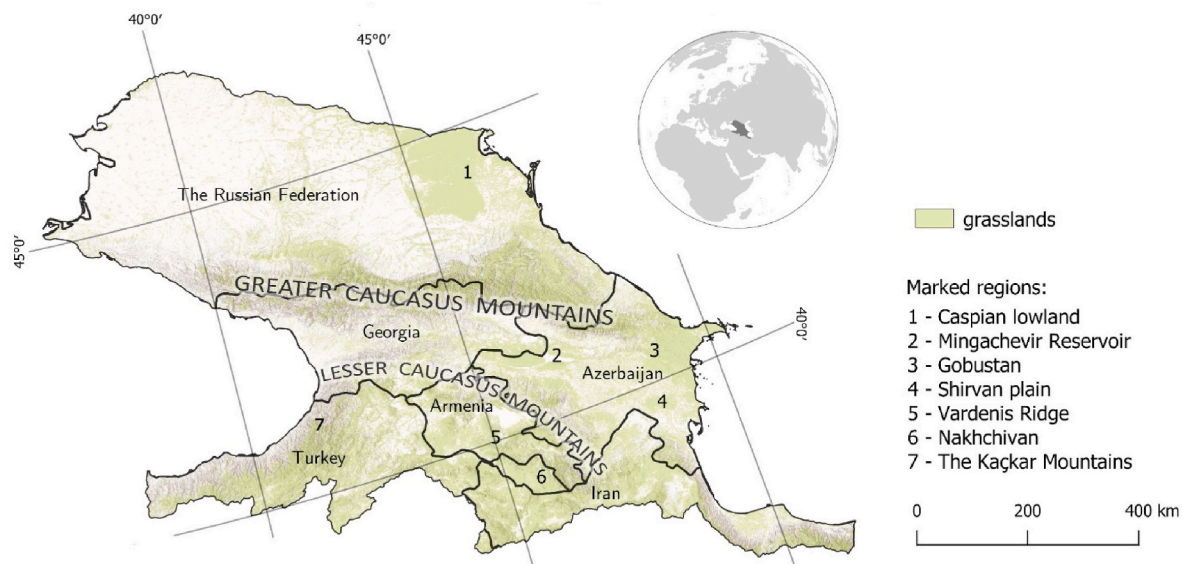 40°0'
45°0'
1
The Russian Federation
45°0'
grasslands
GREATER CAUCASUS MOUNTAINS
Georgia
40°0'
2
3
Azerbaijan
LESSER CAUCASUS MOUNTAINS
Armenia
4
7
5
Turkey
6
Iran
Marked regions:
1 - Caspian lowland
2 - Mingachevir Reservoir
3 - Gobustan
4 - Shirvan plain
5 - Vardenis Ridge
6 - Nakhchivan
7 - The Kaçkar Mountains
0 200 400 km